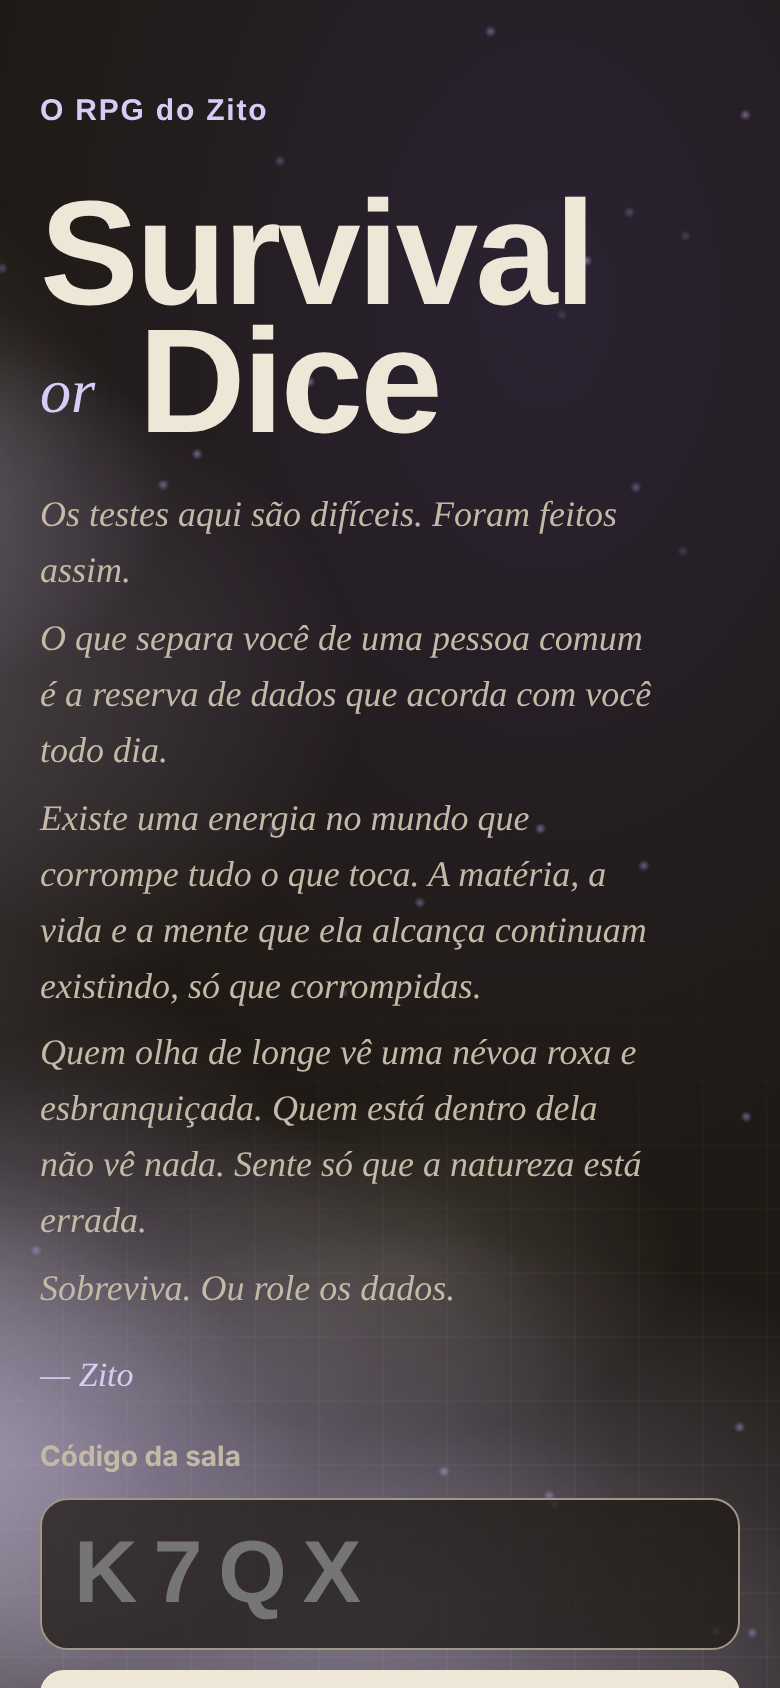 O RPG do Zito
Survival
or Dice
Os testes aqui são difíceis. Foram feitos
assim.
O que separa você de uma pessoa comum
é a reserva de dados que acorda com você
todo dia.
Existe uma energia no mundo que
corrompe tudo o que toca. A matéria, a
vida e a mente que ela alcança continuam
existindo, só que corrompidas.
Quem olha de longe vê uma névoa roxa e
esbranquiçada. Quem está dentro dela
não vê nada. Sente só que a natureza está
errada.
Sobreviva. Ou role os dados.
— Zito
Código da sala
K7QX